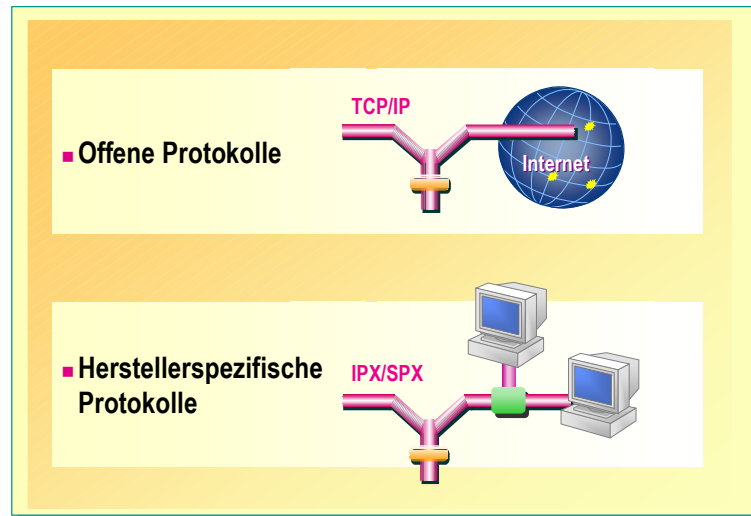 TCP/IP
Offene Protokolle
Internet
Herstellerspezifische
Protokolle
IPX/SPX